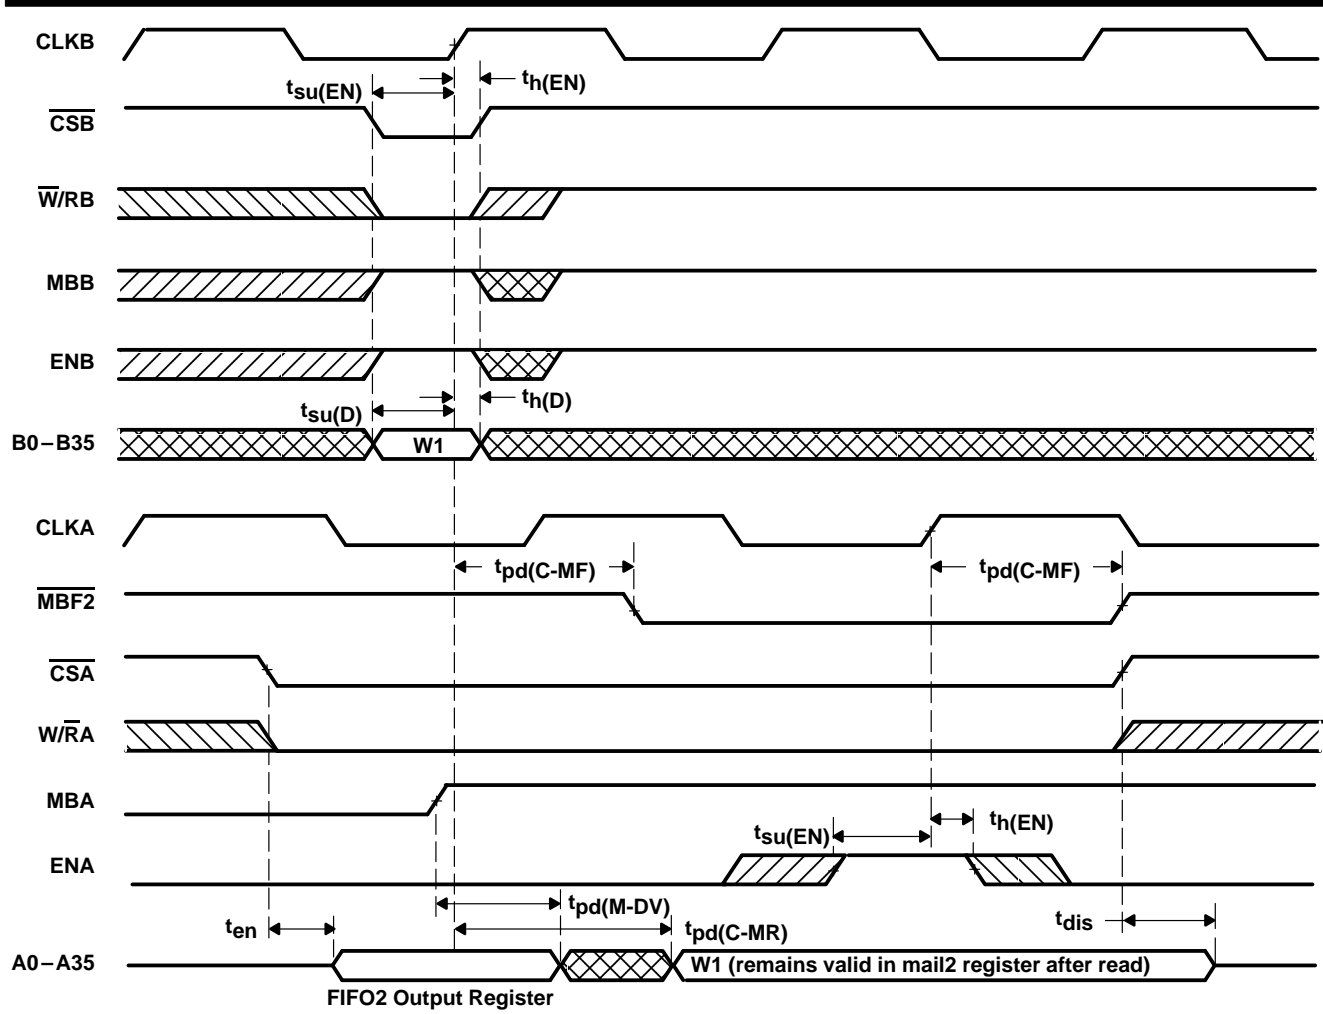 CLKB
tsu(EN)
th(EN)
CSB
W/RB
MBB
ENB
tsu(D)
th(D)
B0–B35
W1
CLKA
tpd(C-MF)
tpd(C-MF)
MBF2
CSA
W/RA
MBA
tsu(EN)
th(EN)
ENA
ten
tpd(M-DV)
tpd(C-MR)
tdis
A0–A35
W1 (remains valid in mail2 register after read)
FIFO2 Output Register